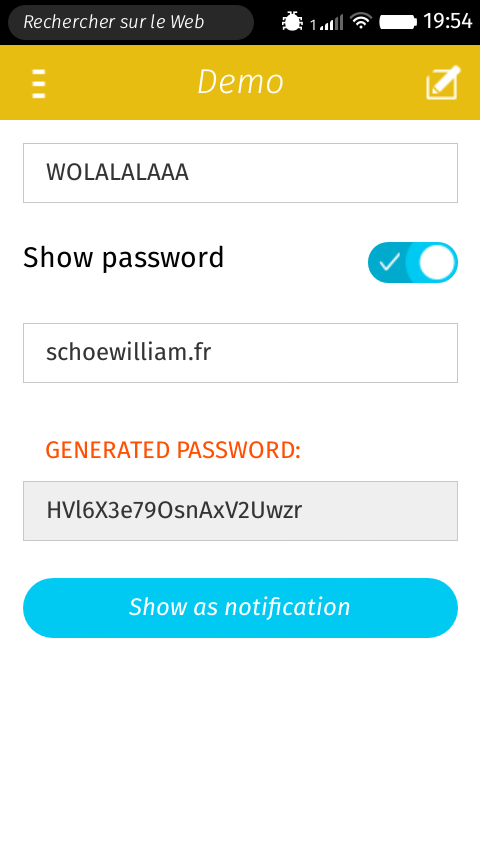 Rechercher sur le Web
1
19:54
Demo
WOLALALAAA
Show password
schoewilliam.fr
GENERATED PASSWORD:
HVl6X3e79OsnAxV2Uwzr
Show as notification